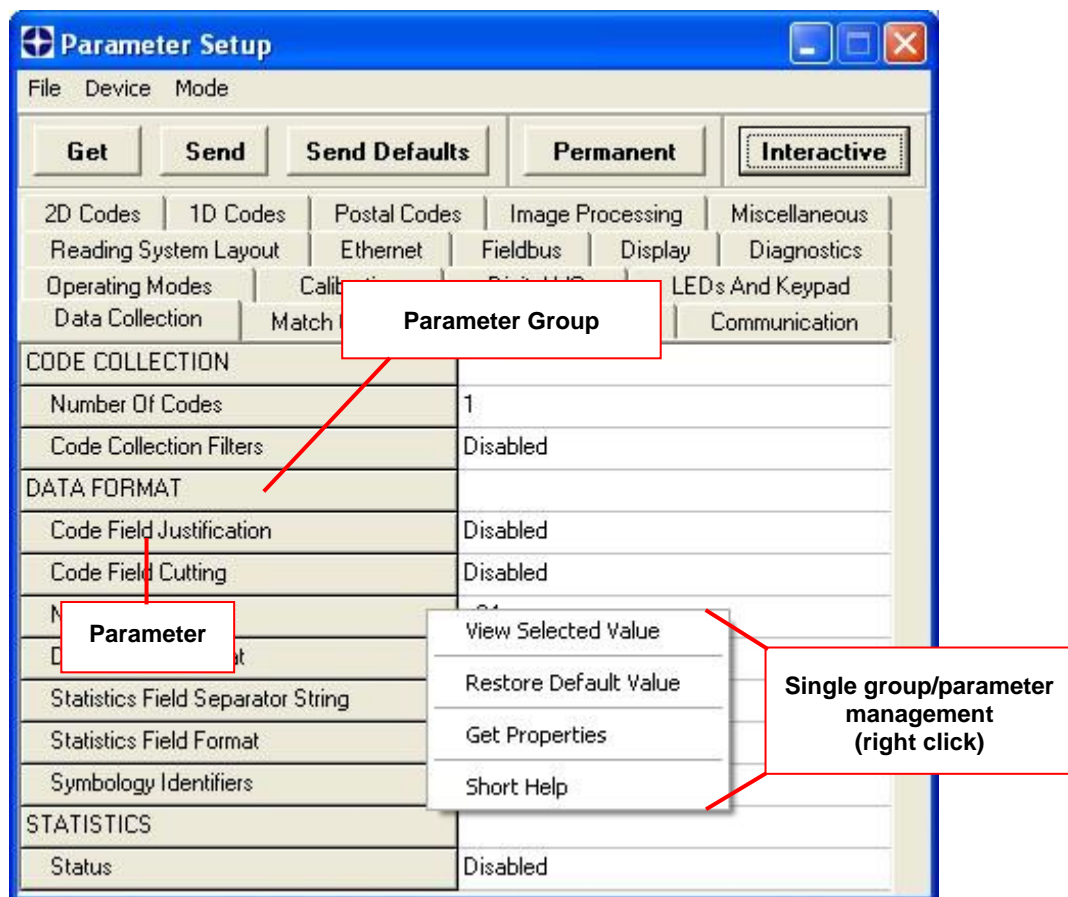 Parameter Setup
File Device Mode
Get Send Send Defaults Permanent Interactive
2D Codes 1D Codes Postal Codes Image Processing Miscellaneous
Reading System Layout Ethernet Fieldbus Display Diagnostics
Operating Modes LEDs And Keypad
Data Collection Match Communication
Parameter Group
CODE COLLECTION
Number Of Codes 1
Code Collection Filters Disabled
DATA FORMAT
Code Field Justification Disabled
Code Field Cutting Disabled
Parameter
Statistics Field Separator String
Statistics Field Format
Symbology Identifiers
View Selected Value
Restore Default Value
Get Properties
Short Help
Single group/parameter
management
(right click)
STATISTICS
Status Disabled